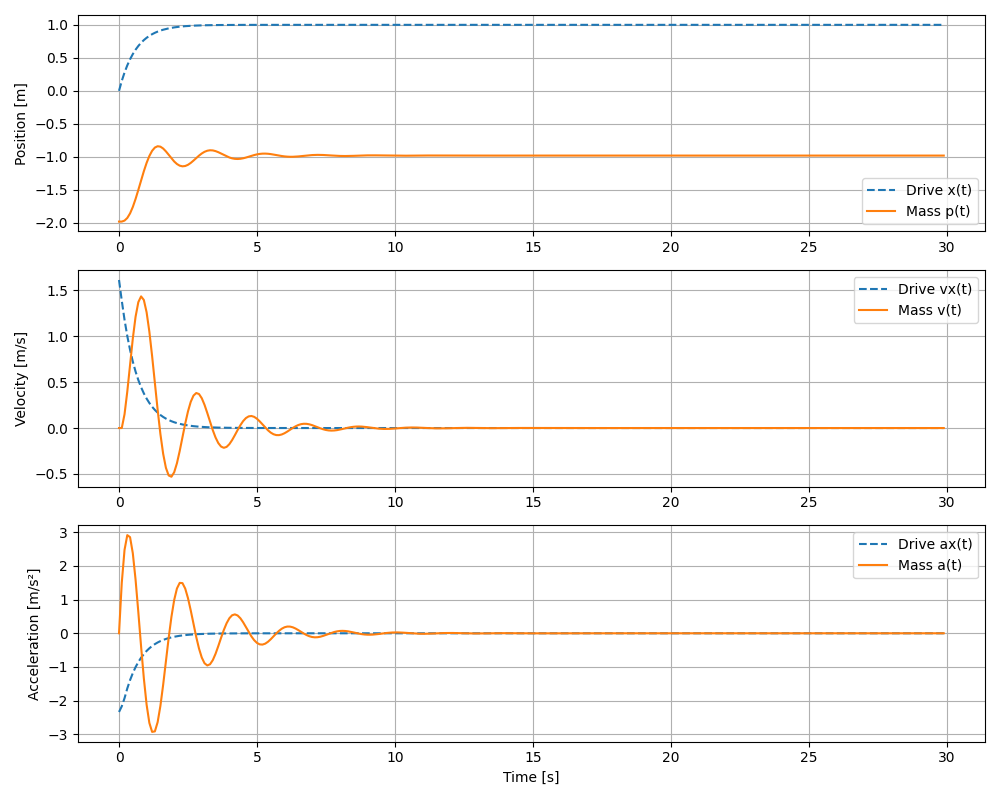 1.0
0.5
0.0
−0.5
−1.0
−1.5
−2.0
Position [m]
Drive x(t)
Mass p(t)
0 5 10 15 20 25 30
1.5
1.0
0.5
0.0
−0.5
Velocity [m/s]
Drive vx(t)
Mass v(t)
0 5 10 15 20 25 30
3
2
1
0
−1
−2
−3
Acceleration [m/s²]
Drive ax(t)
Mass a(t)
0 5 10 15 20 25 30
Time [s]